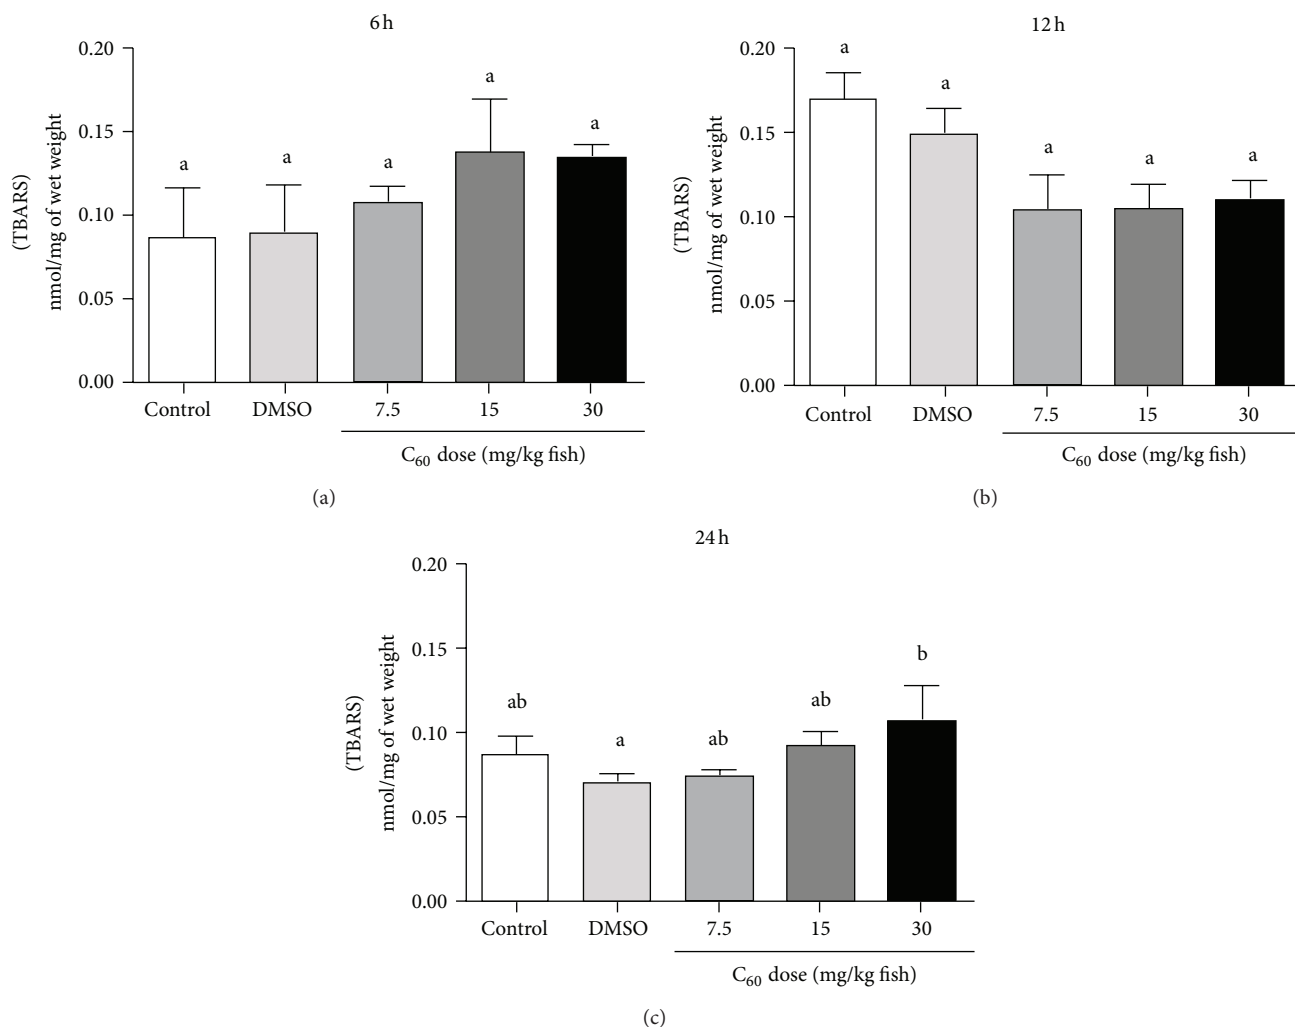 6 h
0.20
0.15
0.10
0.05
0.00
(TBARS)
nmol/mg of wet weight
a
a
a
a
a
Control DMSO 7.5 15 30
C60 dose (mg/kg fish)
(a)
12 h
0.20
0.15
0.10
0.05
0.00
(TBARS)
nmol/mg of wet weight
a
a
a
a
a
Control DMSO 7.5 15 30
C60 dose (mg/kg fish)
(b)
24 h
0.20
0.15
0.10
0.05
0.00
(TBARS)
nmol/mg of wet weight
ab
a
ab
ab
b
Control DMSO 7.5 15 30
C60 dose (mg/kg fish)
(c)